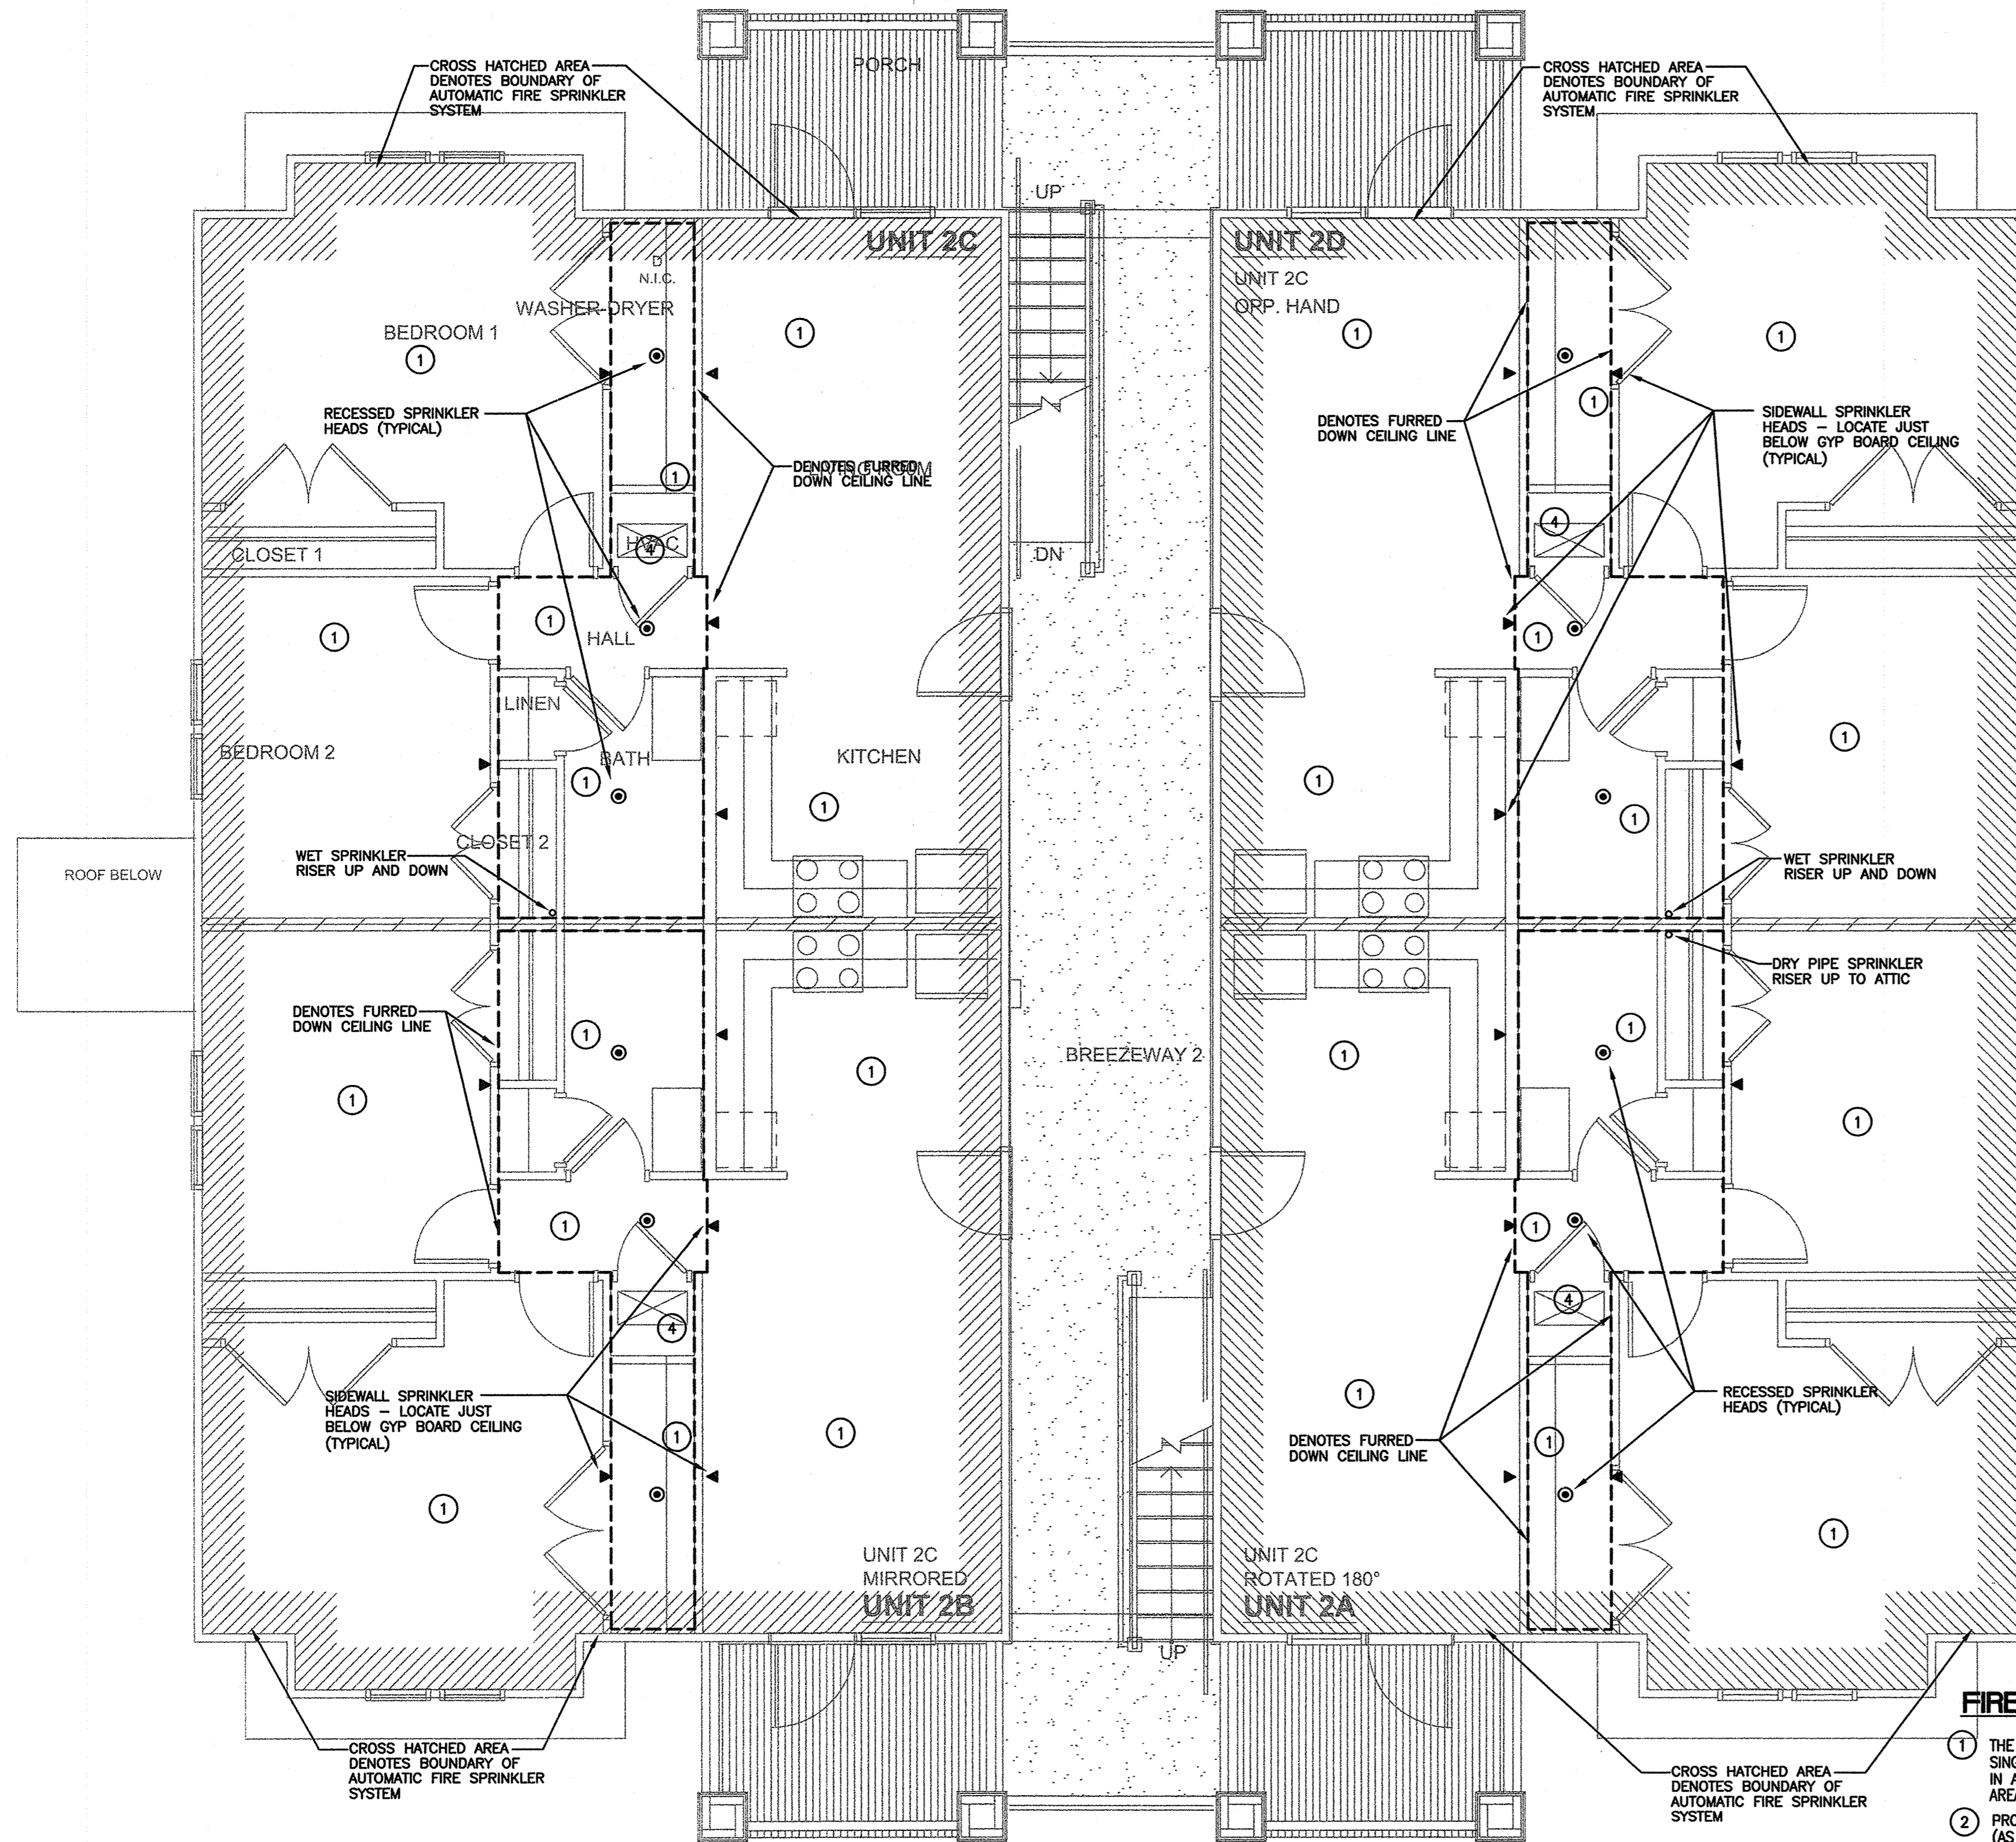 CROSS HATCHED AREA
DENOTES BOUNDARY OF
AUTOMATIC FIRE SPRINKLER
SYSTEM
PORCH
CROSS HATCHED AREA
DENOTES BOUNDARY OF
AUTOMATIC FIRE SPRINKLER
SYSTEM
UP
UNIT 2C
UNIT 2D
UNIT 2C
OPP. HAND
D
N.I.C.
WASHER-DRYER
BEDROOM 1
1
1
1
1
RECESSED SPRINKLER
HEADS (TYPICAL)
DENOTES FURRED
DOWN CEILING LINE
LIVING ROOM
1
DENOTES FURRED
DOWN CEILING LINE
1
SIDEWALL SPRINKLER
HEADS – LOCATE JUST
BELOW GYP BOARD CEILING
(TYPICAL)
CLOSET 1
HVAC
4
DN
4
1
1
HALL
1
LINEN
BEDROOM 2
BATH
1
KITCHEN
1
1
1
1
CLOSET 2
WET SPRINKLER
RISER UP AND DOWN
ROOF BELOW
WET SPRINKLER
RISER UP AND DOWN
DRY PIPE SPRINKLER
RISER UP TO ATTIC
DENOTES FURRED
DOWN CEILING LINE
1
1
1
BREEZEWAY 2
1
1
1
1
1
4
4
SIDEWALL SPRINKLER
HEADS – LOCATE JUST
BELOW GYP BOARD CEILING
(TYPICAL)
1
1
1
1
1
DENOTES FURRED
DOWN CEILING LINE
1
RECESSED SPRINKLER
HEADS (TYPICAL)
1
UNIT 2C
MIRRORED
UNIT 2B
UNIT 2C
ROTATED 180°
UNIT 2A
UP
CROSS HATCHED AREA
DENOTES BOUNDARY OF
AUTOMATIC FIRE SPRINKLER
SYSTEM
CROSS HATCHED AREA
DENOTES BOUNDARY OF
AUTOMATIC FIRE SPRINKLER
SYSTEM
FIRE
1 THE
2